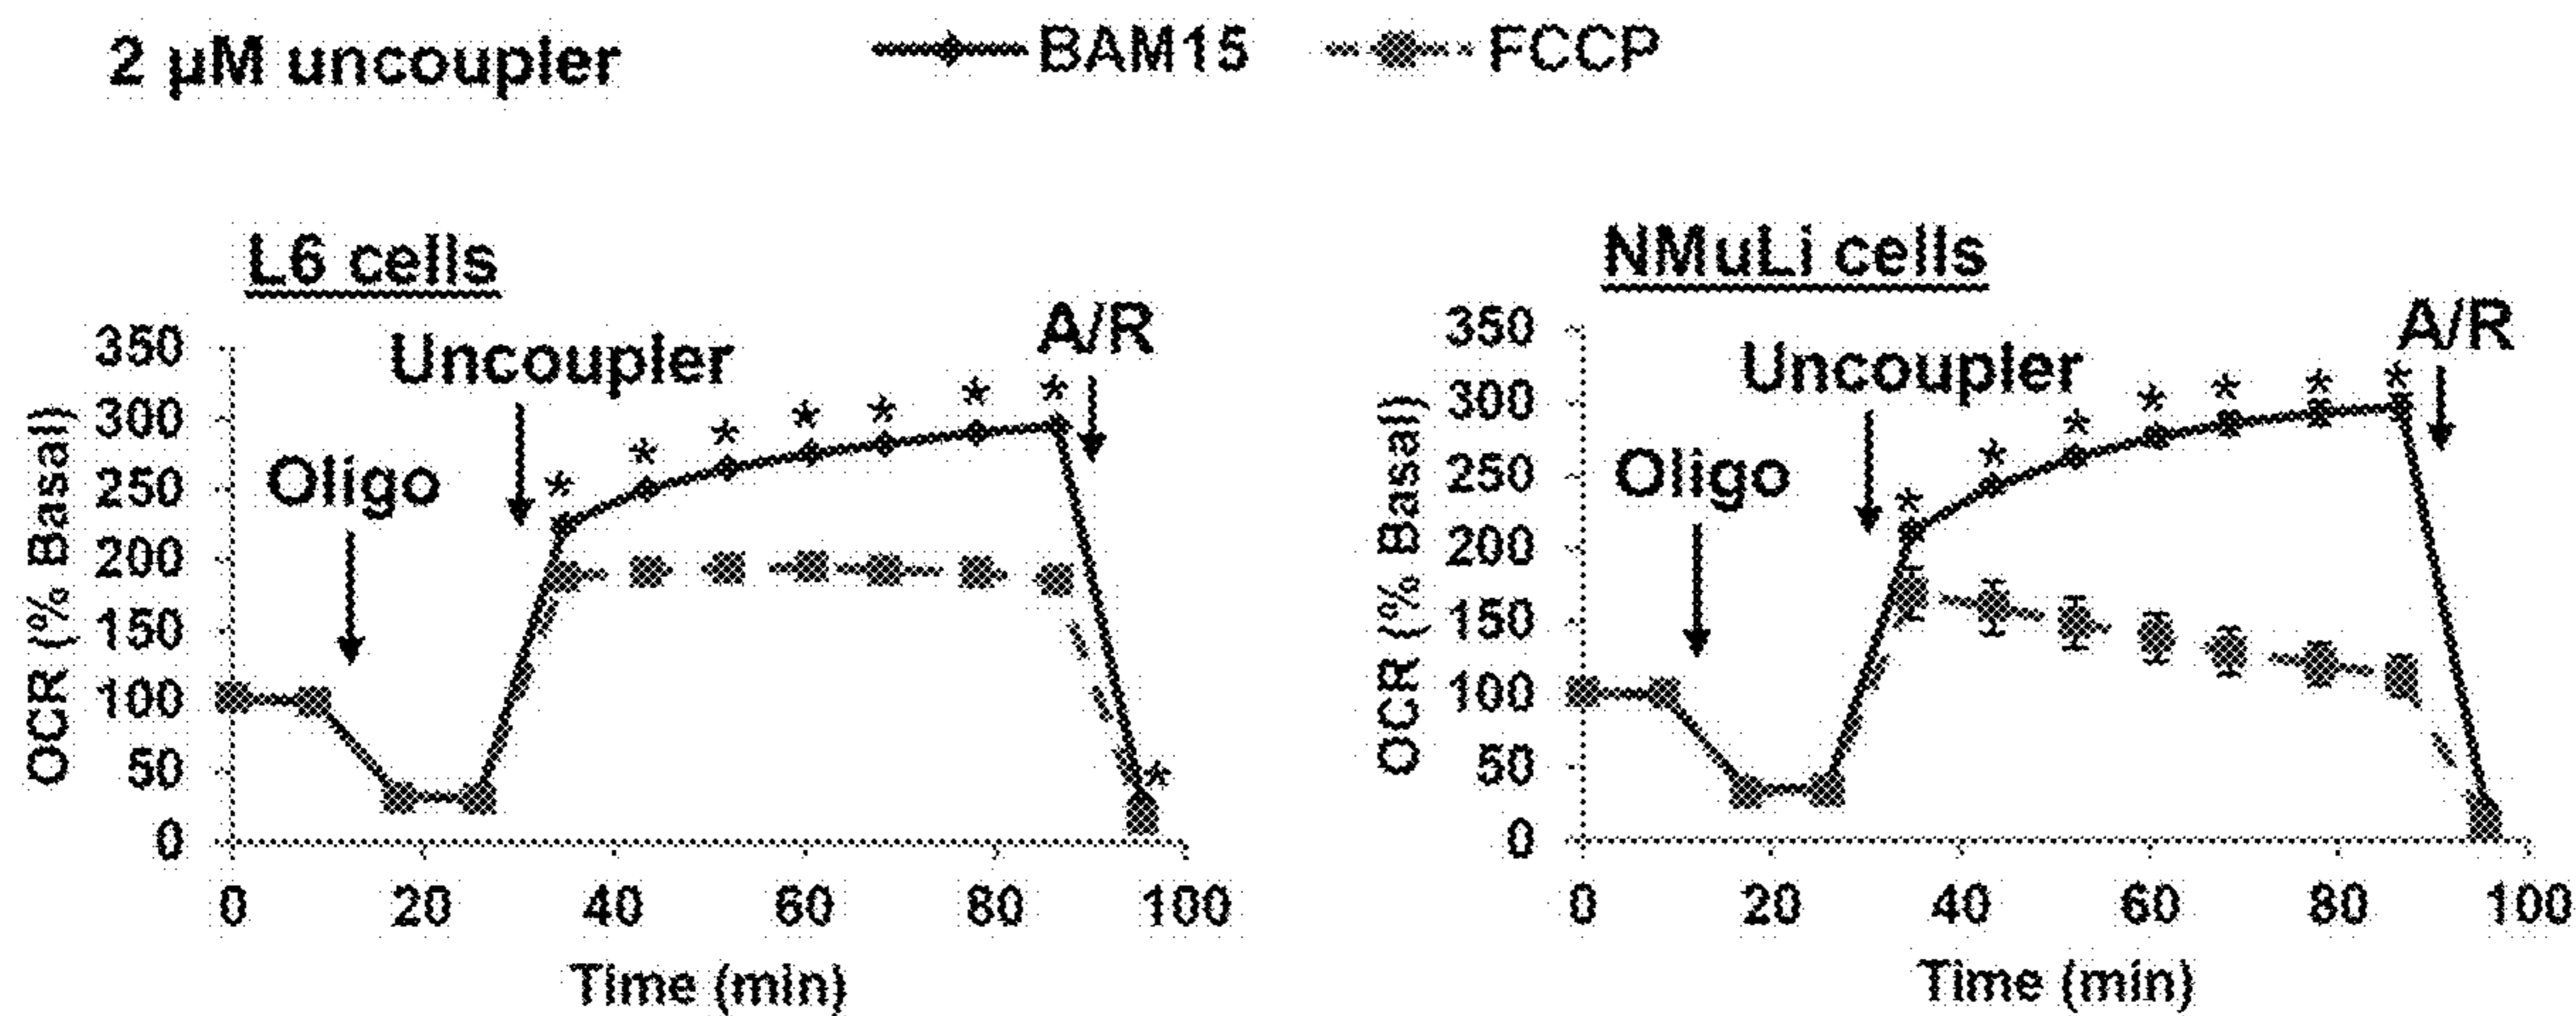 2 µM uncoupler
BAM15
FCCP
L6 cells
OCR (% Basal)
350
300
250
200
150
100
50
0
Oligo
Uncoupler
A/R
* * * * * * *
*
0 20 40 60 80 100
Time (min)
NMuLi cells
OCR (% Basal)
350
300
250
200
150
100
50
0
Oligo
Uncoupler
A/R
* * * * * * *
0 20 40 60 80 100
Time (min)